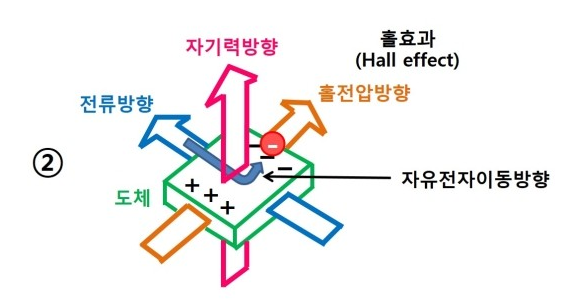 홀효과
(Hall effect)
자기력방향
홀전압방향
전류방향
②
자유전자이동방향
도체
-
-
-
-
+
+
+